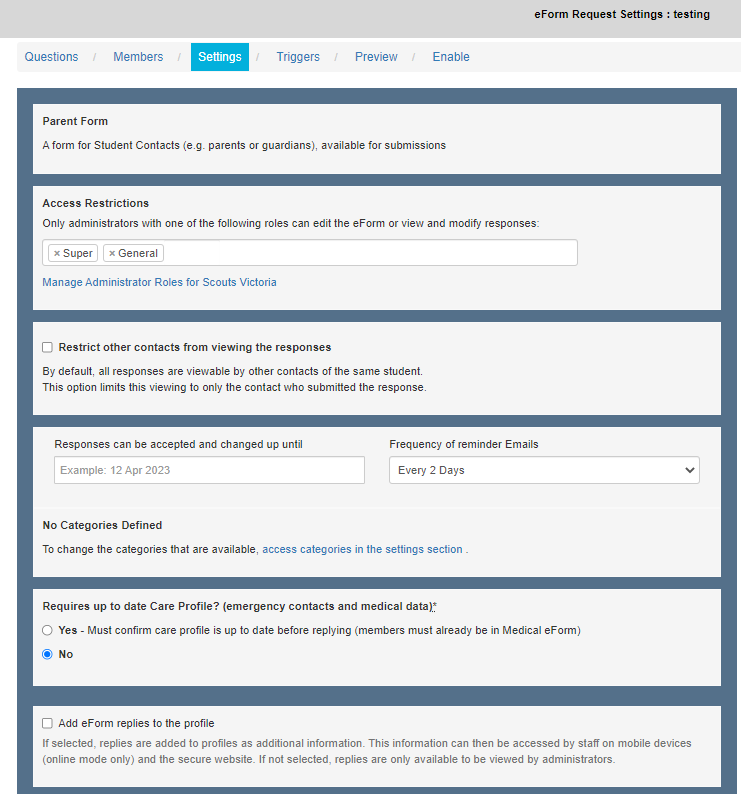 eForm Request Settings : testing
Questions / Members / Settings / Triggers / Preview / Enable
Parent Form
A form for Student Contacts (e.g. parents or guardians), available for submissions
Access Restrictions
Only administrators with one of the following roles can edit the eForm or view and modify responses:
× Super × General
Manage Administrator Roles for Scouts Victoria
Restrict other contacts from viewing the responses
By default, all responses are viewable by other contacts of the same student.
This option limits this viewing to only the contact who submitted the response.
Responses can be accepted and changed up until
Example: 12 Apr 2023
Frequency of reminder Emails
Every 2 Days
No Categories Defined
To change the categories that are available, access categories in the settings section .
Requires up to date Care Profile? (emergency contacts and medical data)*
Yes - Must confirm care profile is up to date before replying (members must already be in Medical eForm)
No
Add eForm replies to the profile
If selected, replies are added to profiles as additional information. This information can then be accessed by staff on mobile devices
(online mode only) and the secure website. If not selected, replies are only available to be viewed by administrators.